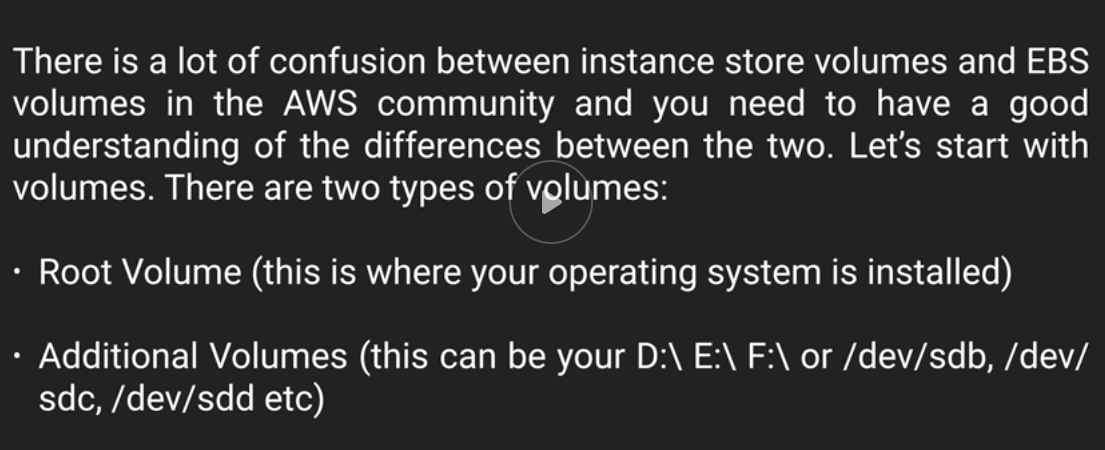 There is a lot of confusion between instance store volumes and EBS
volumes in the AWS community and you need to have a good
understanding of the differences between the two. Let’s start with
volumes. There are two types of volumes:
• Root Volume (this is where your operating system is installed)
• Additional Volumes (this can be your D:\ E:\ F:\ or /dev/sdb, /dev/
sdc, /dev/sdd etc)